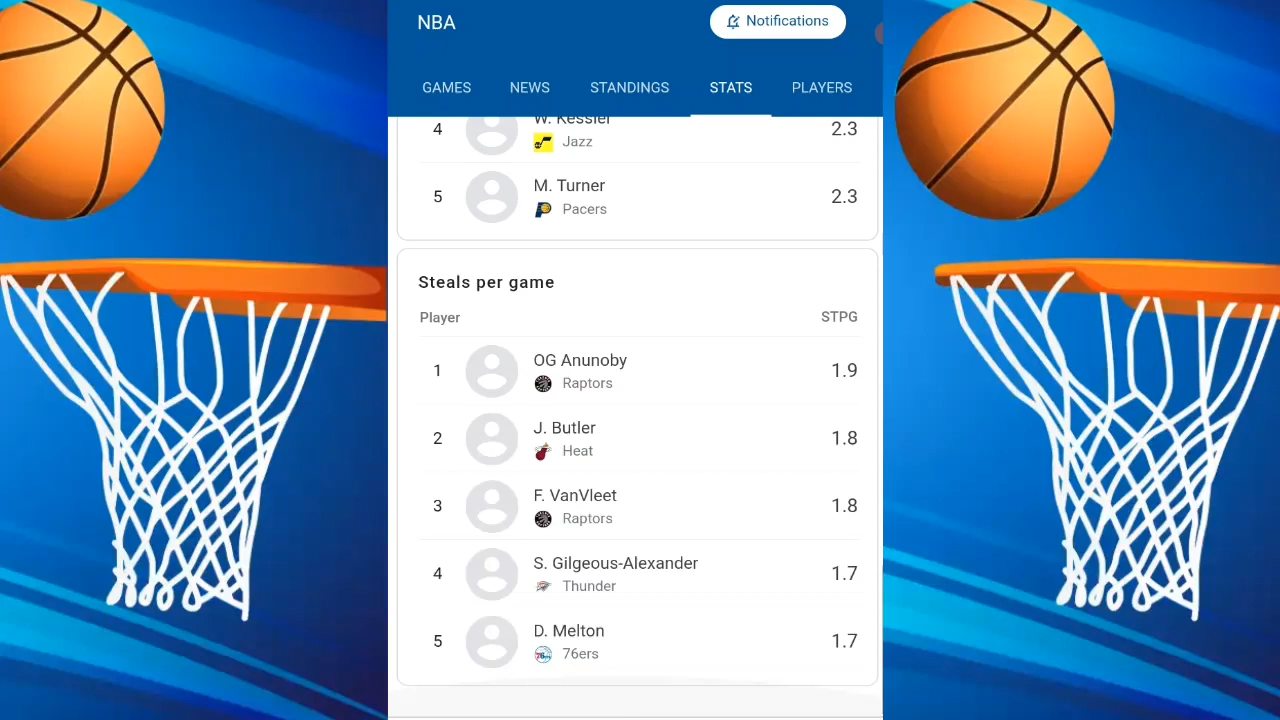 NBA
Notifications
GAMES NEWS STANDINGS STATS PLAYERS
4 W. Kessler 2.3
Jazz
5 M. Turner 2.3
Pacers
Steals per game
Player STPG
1 OG Anunoby 1.9
Raptors
2 J. Butler 1.8
Heat
3 F. VanVleet 1.8
Raptors
4 S. Gilgeous-Alexander 1.7
Thunder
5 D. Melton 1.7
76ers